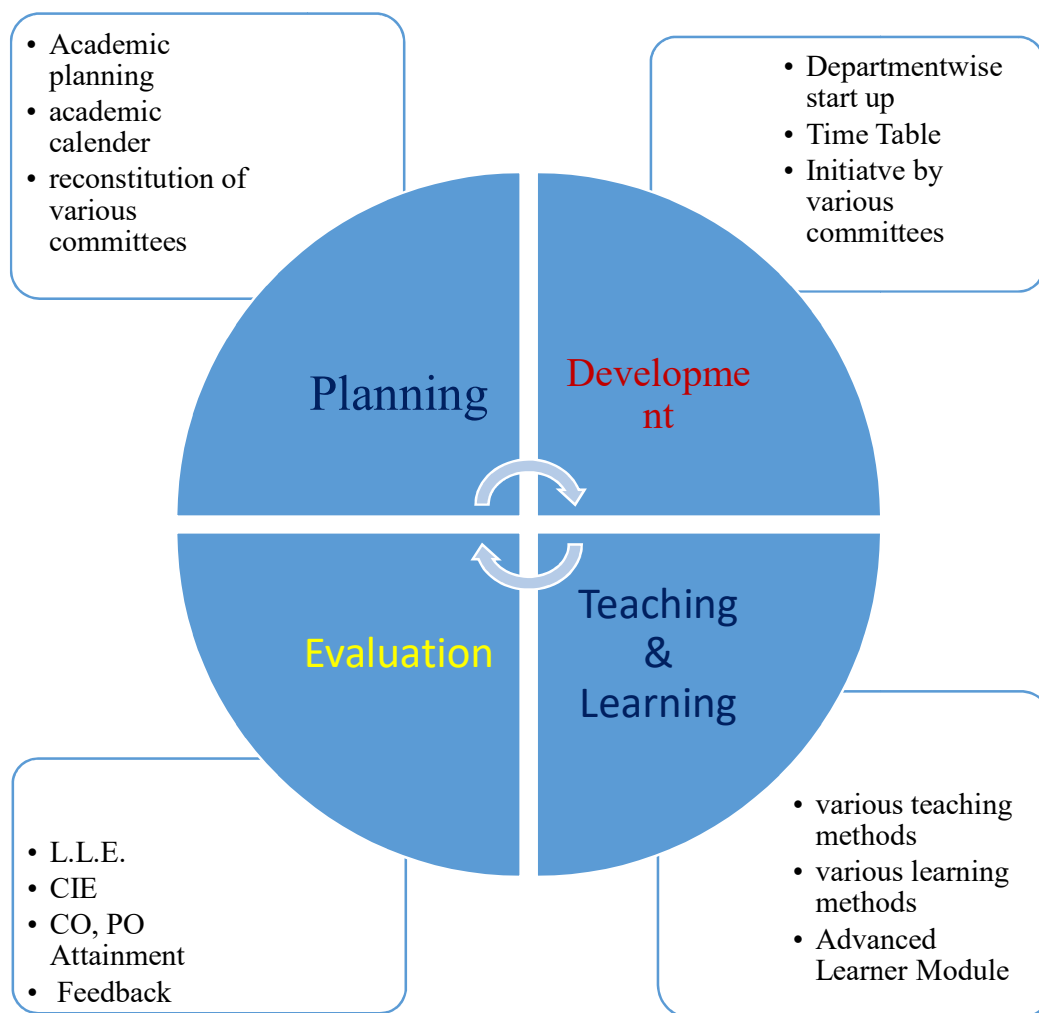 • Academic
planning
• academic
calender
• reconstitution of
various
committees
• Departmentwise
start up
• Time Table
• Initiatve by
various
committees
Planning
Developme
nt
Evaluation
Teaching
&
Learning
• L.L.E.
• CIE
• CO, PO
Attainment
• Feedback
• various teaching
methods
• various learning
methods
• Advanced
Learner Module